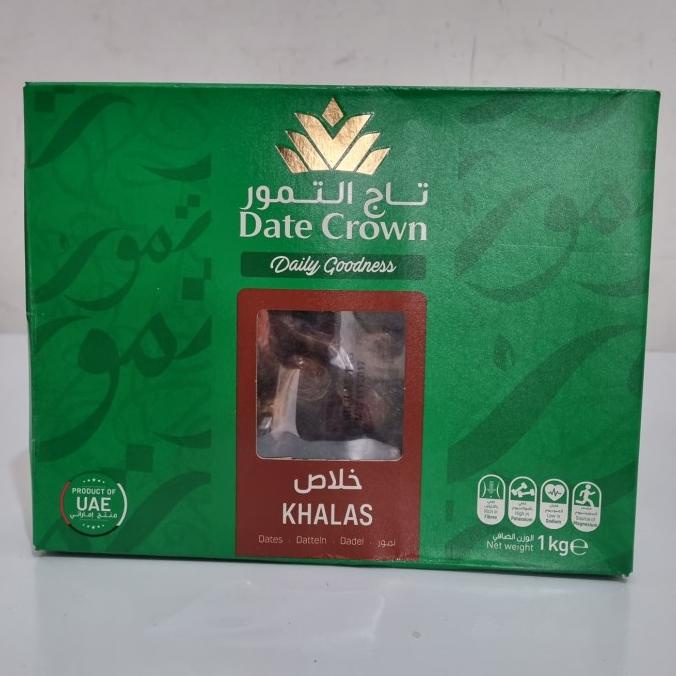 تاج التمور
Date Crown
Daily Goodness
خلاص
KHALAS
Dates · Datteln · Dadel · تمور
PRODUCT OF
UAE
منتج إماراتي
Rich in
Fibre
High in
Potassium
Low in
Sodium
Source of
Magnesium
الوزن الصافي
Net weight 1kg e